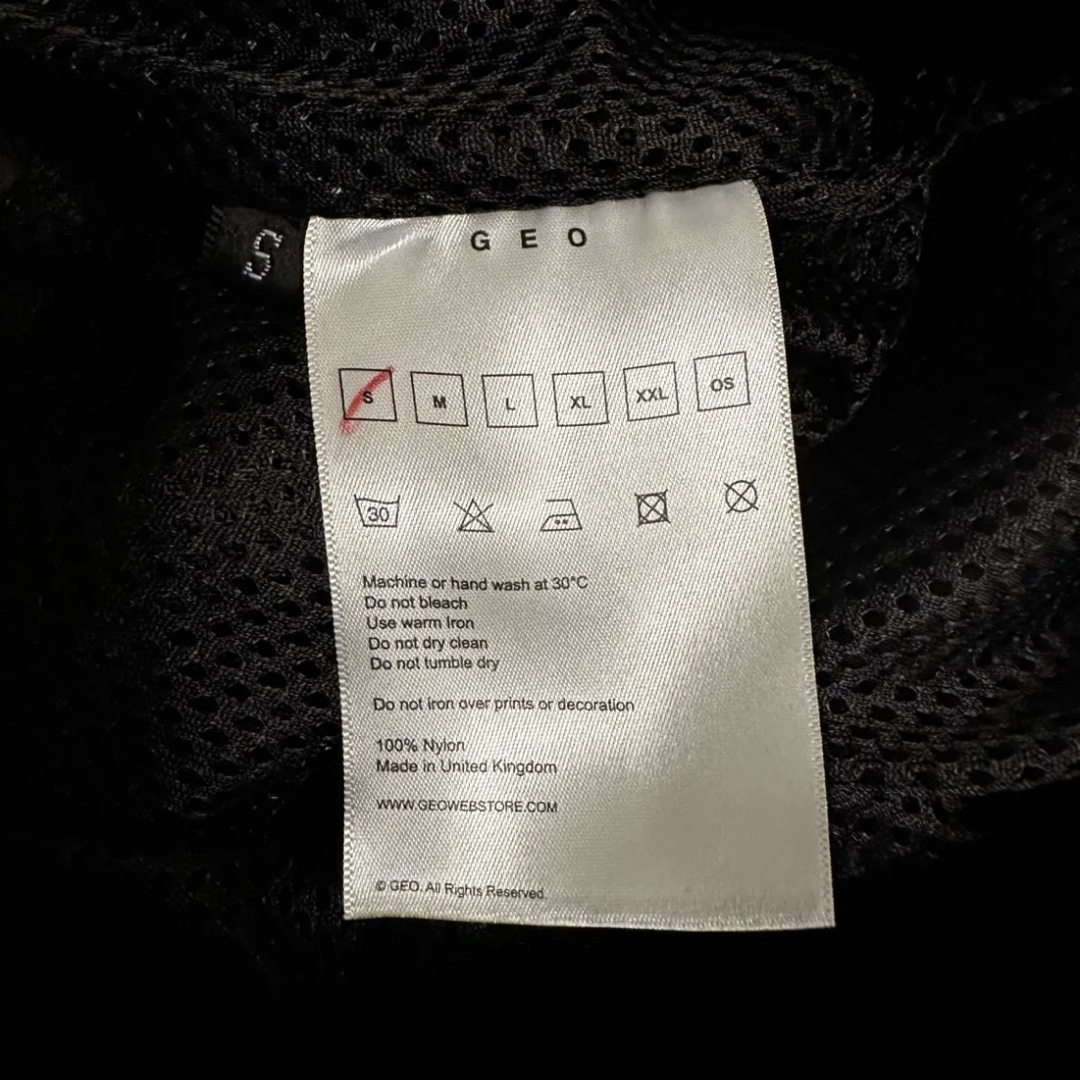 G E O
S
S M L XL XXL OS
30
Machine or hand wash at 30°C
Do not bleach
Use warm Iron
Do not dry clean
Do not tumble dry
Do not iron over prints or decoration
100% Nylon
Made in United Kingdom
WWW.GEOWEBSTORE.COM
© GEO. All Rights Reserved.